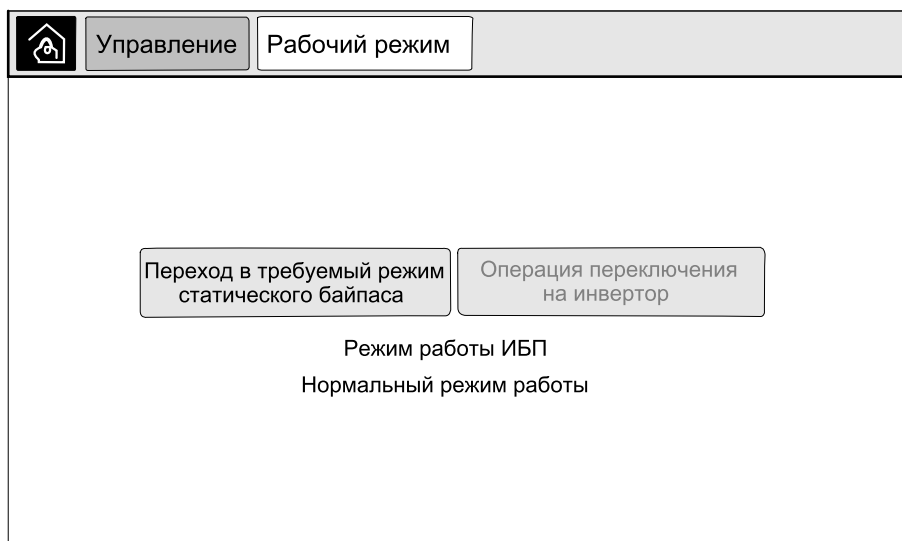 Управление
Рабочий режим
Переход в требуемый режим
статического байпаса
Операция переключения
на инвертор
Режим работы ИБП
Нормальный режим работы